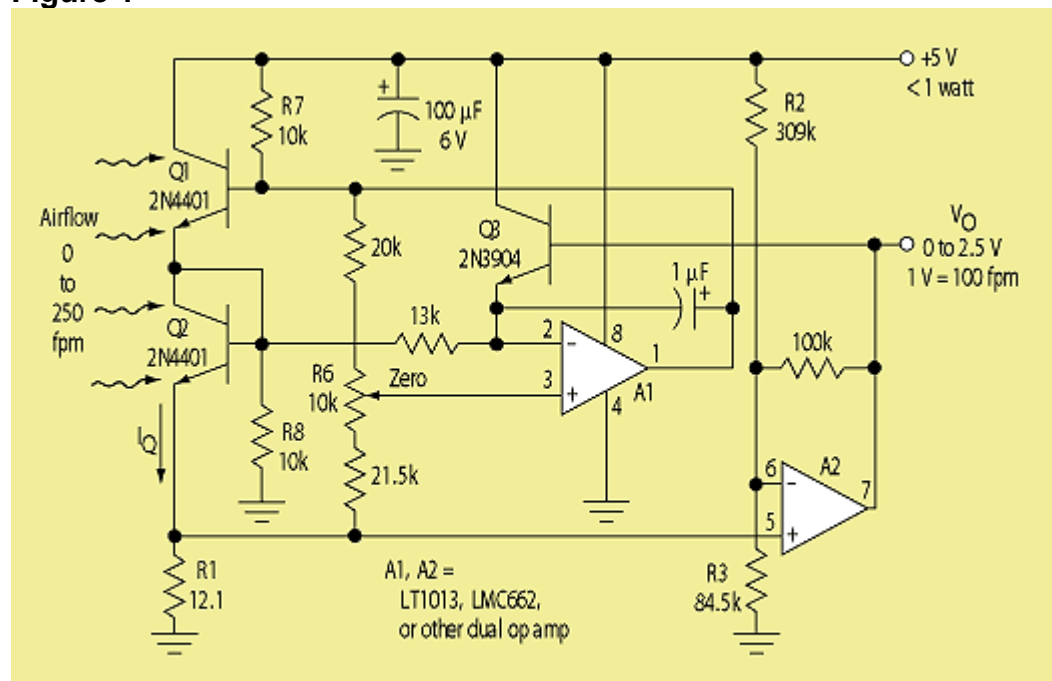 +5 V
< 1 watt
R7
10k
+
100 μF
6 V
R2
309k
Q1
2N4401
Airflow
0
to
250
fpm
20k
Q3
2N3904
VO
0 to 2.5 V
1 V = 100 fpm
1 μF
+
Q2
2N4401
13k
2
−
8
1
100k
R6
10k
Zero
3
+
4
A1
IQ
R8
10k
21.5k
6
−
A2
7
5
+
R1
12.1
A1, A2 =
LT1013, LMC662,
or other dual op amp
R3
84.5k